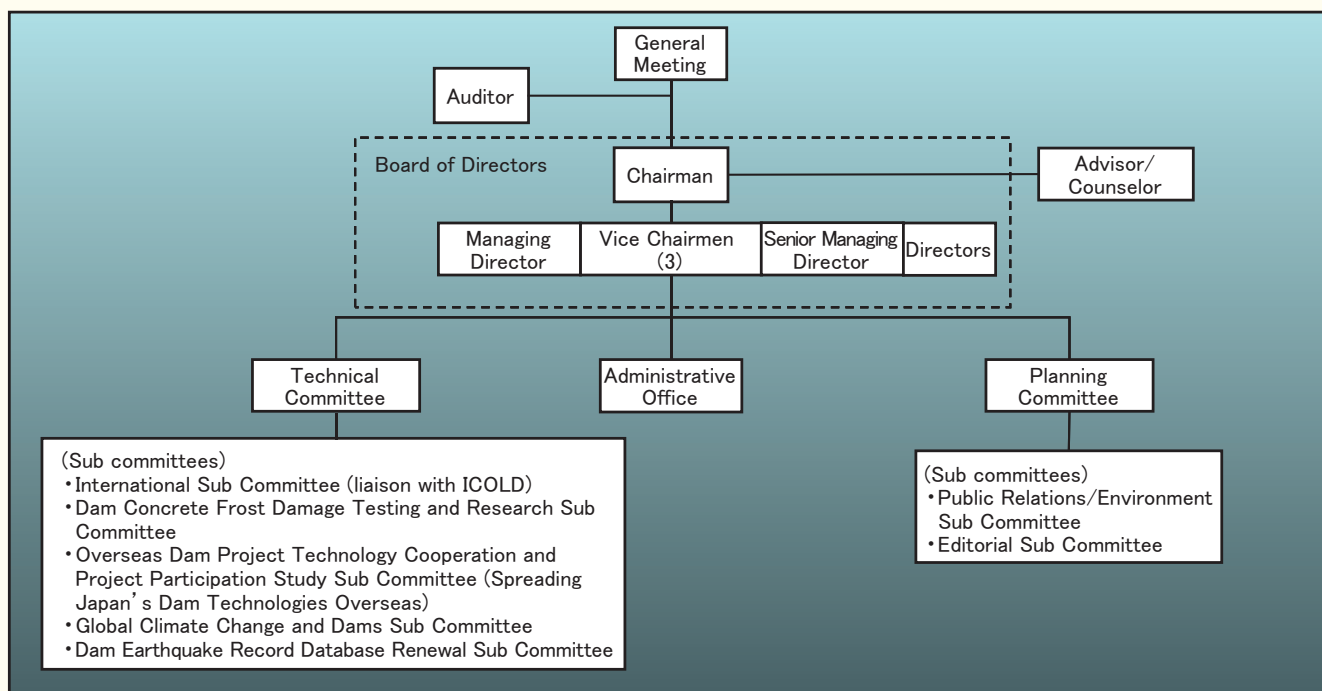 General
Meeting
Auditor
Board of Directors
Chairman
Advisor/
Counselor
Managing
Director
Vice Chairmen
(3)
Senior Managing
Director
Directors
Technical
Committee
Administrative
Office
Planning
Committee
(Sub committees)
・International Sub Committee (liaison with ICOLD)
・Dam Concrete Frost Damage Testing and Research Sub
Committee
・Overseas Dam Project Technology Cooperation and
Project Participation Study Sub Committee (Spreading
Japan's Dam Technologies Overseas)
・Global Climate Change and Dams Sub Committee
・Dam Earthquake Record Database Renewal Sub Committee
(Sub committees)
・Public Relations/Environment
Sub Committee
・Editorial Sub Committee